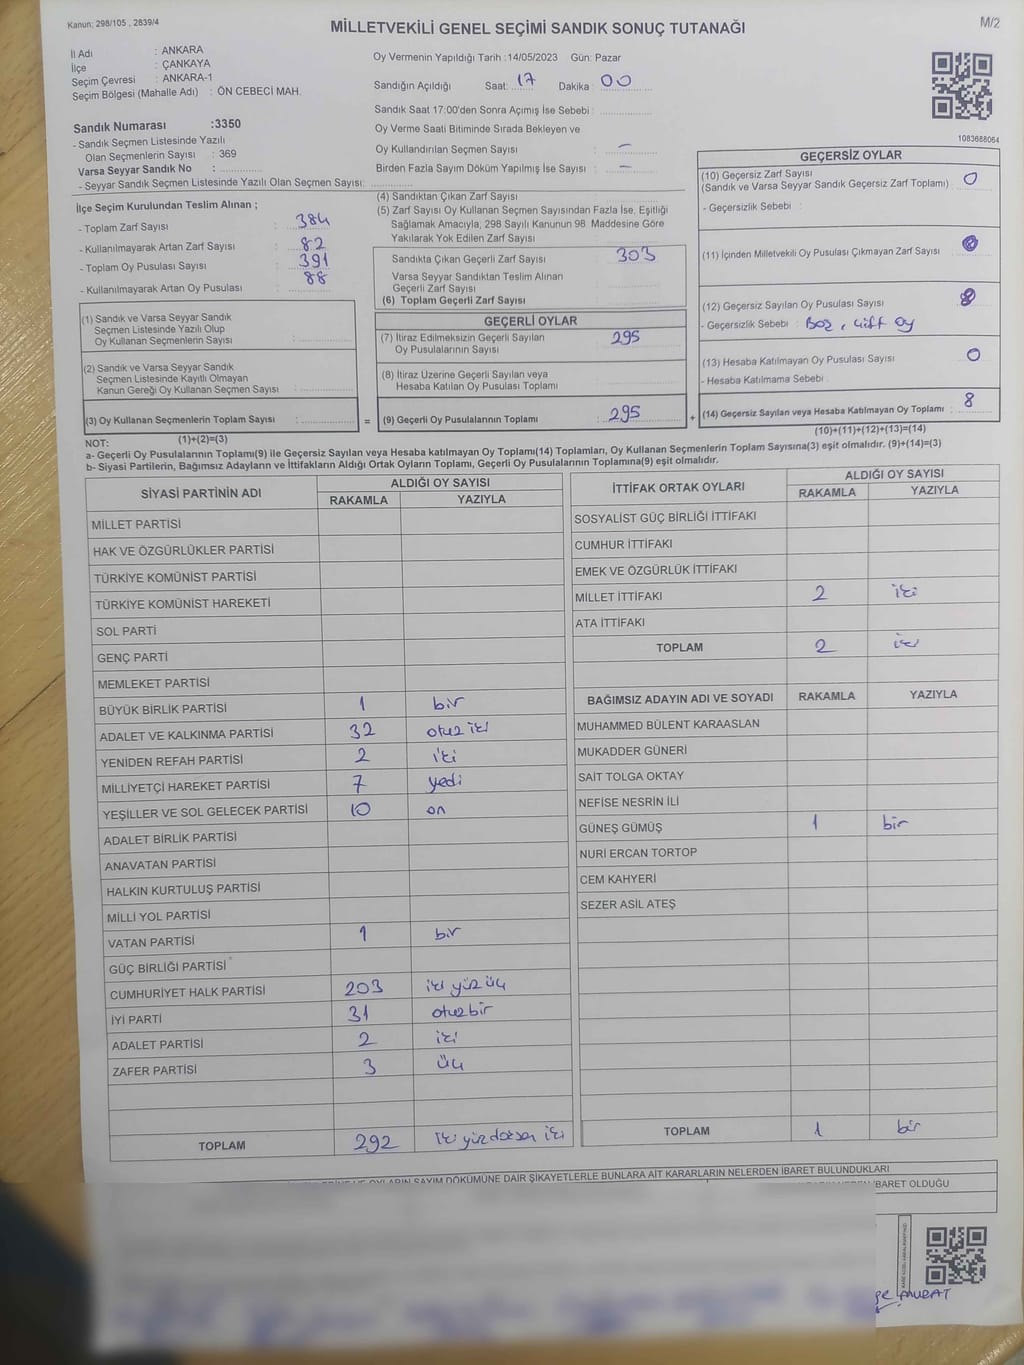 Kanun; 298/105 , 2839/4
MİLLETVEKİLİ GENEL SEÇİMİ SANDIK SONUÇ TUTANAĞI
M/2
İl Adı : ANKARA
İlçe : ÇANKAYA
Seçim Çevresi : ANKARA-1
Seçim Bölgesi (Mahalle Adı) : ÖN CEBECİ MAH.
Oy Vermenin Yapıldığı Tarih :14/05/2023 Gün: Pazar
Sandığın Açıldığı Saat: 17 Dakika : 00
Sandık Saat 17:00'den Sonra Açımış İse Sebebi :
Oy Verme Saati Bitiminde Sırada Bekleyen ve
Oy Kullandırılan Seçmen Sayısı : –
Birden Fazla Sayım Döküm Yapılmış İse Sayısı : –
1083688064
Sandık Numarası :3350
- Sandık Seçmen Listesinde Yazılı
Olan Seçmenlerin Sayısı : 369
Varsa Seyyar Sandık No :
- Seyyar Sandık Seçmen Listesinde Yazılı Olan Seçmen Sayısı:
İlçe Seçim Kurulundan Teslim Alınan ;
- Toplam Zarf Sayısı : 384
- Kullanılmayarak Artan Zarf Sayısı : 82
- Toplam Oy Pusulası Sayısı : 391
- Kullanılmayarak Artan Oy Pusulası : 88
(1) Sandık ve Varsa Seyyar Sandık
Seçmen Listesinde Yazılı Olup
Oy Kullanan Seçmenlerin Sayısı :
(2) Sandık ve Varsa Seyyar Sandık
Seçmen Listesinde Kayıtlı Olmayan
Kanun Gereği Oy Kullanan Seçmen Sayısı :
(3) Oy Kullanan Seçmenlerin Toplam Sayısı :
(1)+(2)=(3)
(4) Sandıktan Çıkan Zarf Sayısı :
(5) Zarf Sayısı Oy Kullanan Seçmen Sayısından Fazla İse, Eşitliği
Sağlamak Amacıyla, 298 Sayılı Kanunun 98. Maddesine Göre
Yakılarak Yok Edilen Zarf Sayısı :
Sandıkta Çıkan Geçerli Zarf Sayısı : 303
Varsa Seyyar Sandıktan Teslim Alınan
Geçerli Zarf Sayısı :
(6) Toplam Geçerli Zarf Sayısı :
GEÇERLİ OYLAR
(7) İtiraz Edilmeksizin Geçerli Sayılan
Oy Pusulalarının Sayısı : 295
(8) İtiraz Üzerine Geçerli Sayılan veya
Hesaba Katılan Oy Pusulası Toplamı :
= (9) Geçerli Oy Pusulalarının Toplamı : 295 +
GEÇERSİZ OYLAR
(10) Geçersiz Zarf Sayısı : 0
(Sandık ve Varsa Seyyar Sandık Geçersiz Zarf Toplamı)
- Geçersizlik Sebebi :
(11) İçinden Milletvekili Oy Pusulası Çıkmayan Zarf Sayısı :
(12) Geçersiz Sayılan Oy Pusulası Sayısı : 8
- Geçersizlik Sebebi : Boz, çift oy
(13) Hesaba Katılmayan Oy Pusulası Sayısı : 0
- Hesaba Katılmama Sebebi :
(14) Geçersiz Sayılan veya Hesaba Katılmayan Oy Toplamı : 8
(10)+(11)+(12)+(13)=(14)
NOT:
a- Geçerli Oy Pusulalarının Toplamı(9) ile Geçersiz Sayılan veya Hesaba katılmayan Oy Toplamı(14) Toplamları, Oy Kullanan Seçmenlerin Toplam Sayısına(3) eşit olmalıdır. (9)+(14)=(3)
b- Siyasi Partilerin, Bağımsız Adayların ve İttifakların Aldığı Ortak Oyların Toplamı, Geçerli Oy Pusulalarının Toplamına(9) eşit olmalıdır.
SİYASİ PARTİNİN ADI ALDIĞI OY SAYISI
RAKAMLA YAZIYLA
MİLLET PARTİSİ
HAK VE ÖZGÜRLÜKLER PARTİSİ
TÜRKİYE KOMÜNİST PARTİSİ
TÜRKİYE KOMÜNİST HAREKETİ
SOL PARTİ
GENÇ PARTİ
MEMLEKET PARTİSİ
BÜYÜK BİRLİK PARTİSİ 1 bir
ADALET VE KALKINMA PARTİSİ 32 otuz iki
YENİDEN REFAH PARTİSİ 2 iki
MİLLİYETÇİ HAREKET PARTİSİ 7 yedi
YEŞİLLER VE SOL GELECEK PARTİSİ 10 on
ADALET BİRLİK PARTİSİ
ANAVATAN PARTİSİ
HALKIN KURTULUŞ PARTİSİ
MİLLİ YOL PARTİSİ
VATAN PARTİSİ 1 bir
GÜÇ BİRLİĞİ PARTİSİ
CUMHURİYET HALK PARTİSİ 203 iki yüz üç
İYİ PARTİ 31 otuz bir
ADALET PARTİSİ 2 iki
ZAFER PARTİSİ 3 üç
TOPLAM 292 iki yüz doksan iki
İTTİFAK ORTAK OYLARI ALDIĞI OY SAYISI
RAKAMLA YAZIYLA
SOSYALİST GÜÇ BİRLİĞİ İTTİFAKI
CUMHUR İTTİFAKI
EMEK VE ÖZGÜRLÜK İTTİFAKI
MİLLET İTTİFAKI 2 iki
ATA İTTİFAKI
TOPLAM 2 iki
BAĞIMSIZ ADAYIN ADI VE SOYADI RAKAMLA YAZIYLA
MUHAMMED BÜLENT KARAASLAN
MUKADDER GÜNERİ
SAİT TOLGA OKTAY
NEFİSE NESRİN İLİ
GÜNEŞ GÜMÜŞ 1 bir
NURİ ERCAN TORTOP
CEM KAHYERİ
SEZER ASİL ATEŞ
TOPLAM 1 bir
OYLARIN SAYIM DÖKÜMÜNE DAİR ŞİKAYETLERLE BUNLARA AİT KARARLARIN NELERDEN İBARET BULUNDUKLARI
İBARET OLDUĞU
MURAT